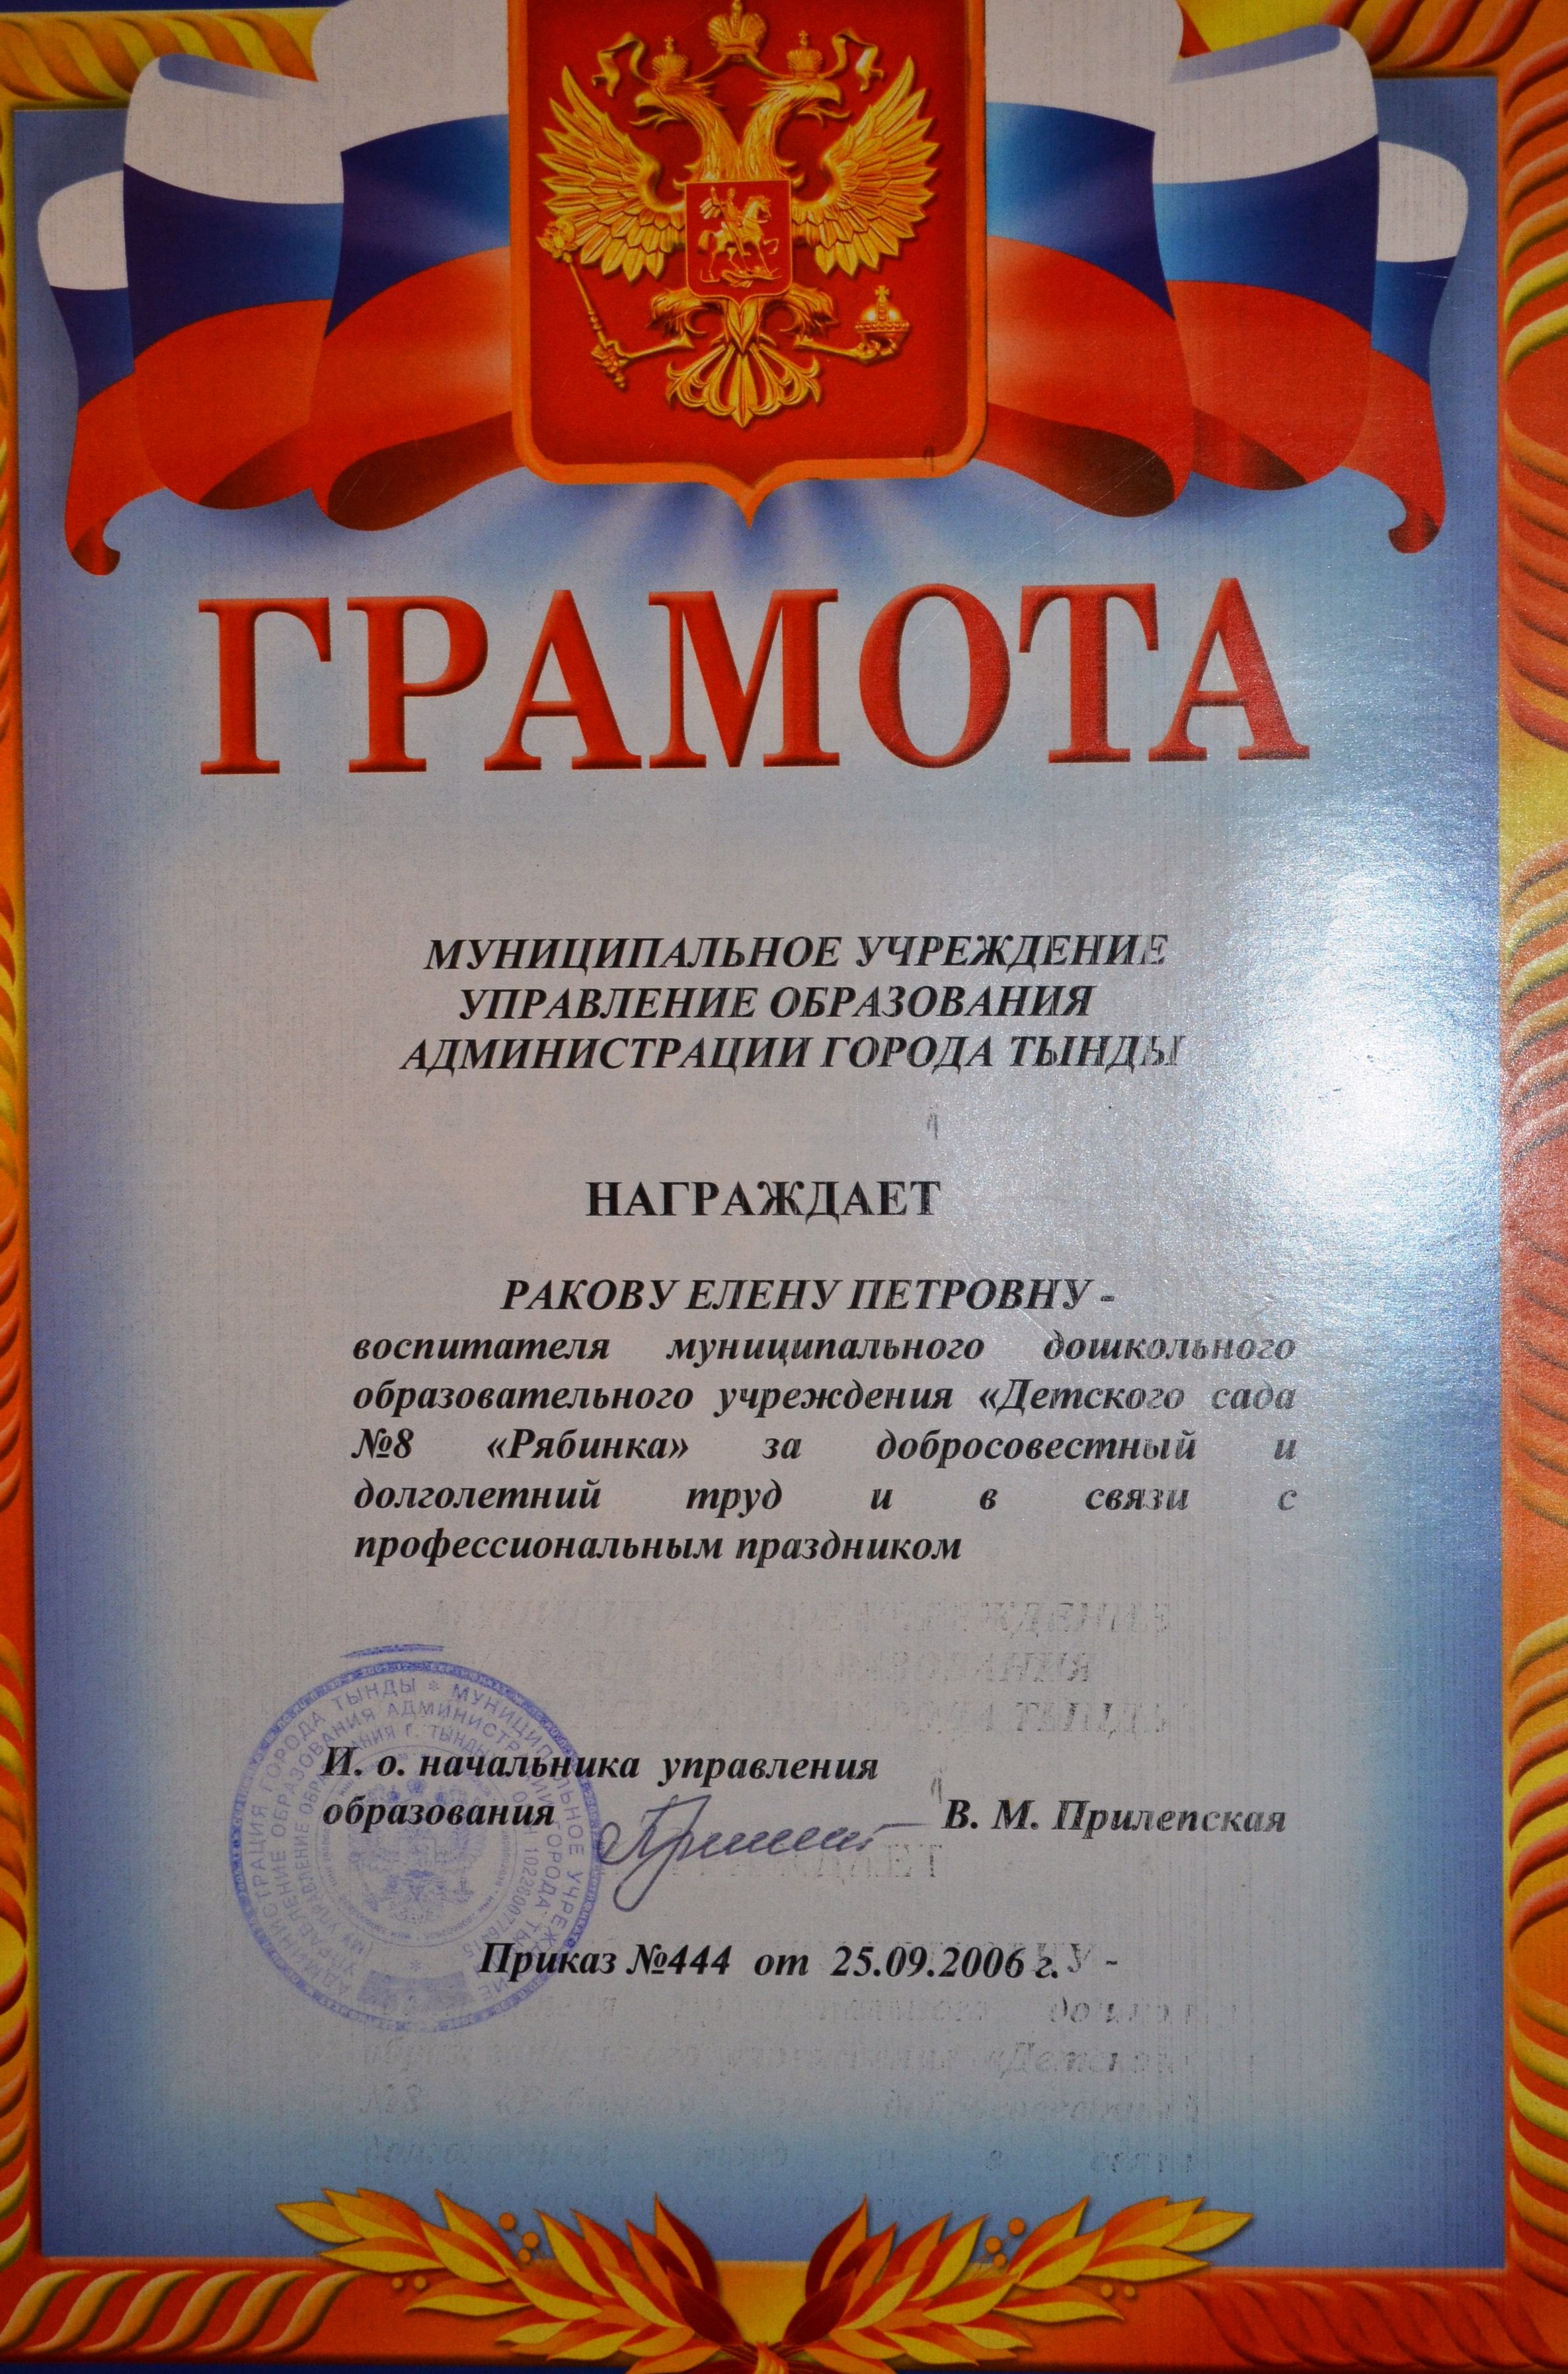 ГРАМОТА
МУНИЦИПАЛЬНОЕ УЧРЕЖДЕНИЕ
УПРАВЛЕНИЕ ОБРАЗОВАНИЯ
АДМИНИСТРАЦИИ ГОРОДА ТЫНДЫ
НАГРАЖДАЕТ
РАКОВУ ЕЛЕНУ ПЕТРОВНУ -
воспитателя муниципального дошкольного
образовательного учреждения «Детского сада
№8 «Рябинка» за добросовестный и
долголетний труд и в связи с
профессиональным праздником
И. о. начальника управления
образования В. М. Прилепская
Приказ №444 от 25.09.2006 г.